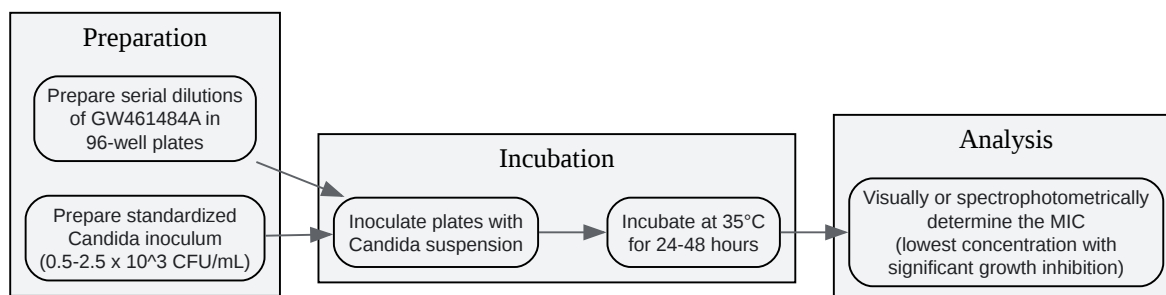 Preparation
Prepare serial dilutions
of GW461484A in
96-well plates
Prepare standardized
Candida inoculum
(0.5-2.5 x 10^3 CFU/mL)
Incubation
Inoculate plates with
Candida suspension
Incubate at 35°C
for 24-48 hours
Analysis
Visually or spectrophotometrically
determine the MIC
(lowest concentration with
significant growth inhibition)